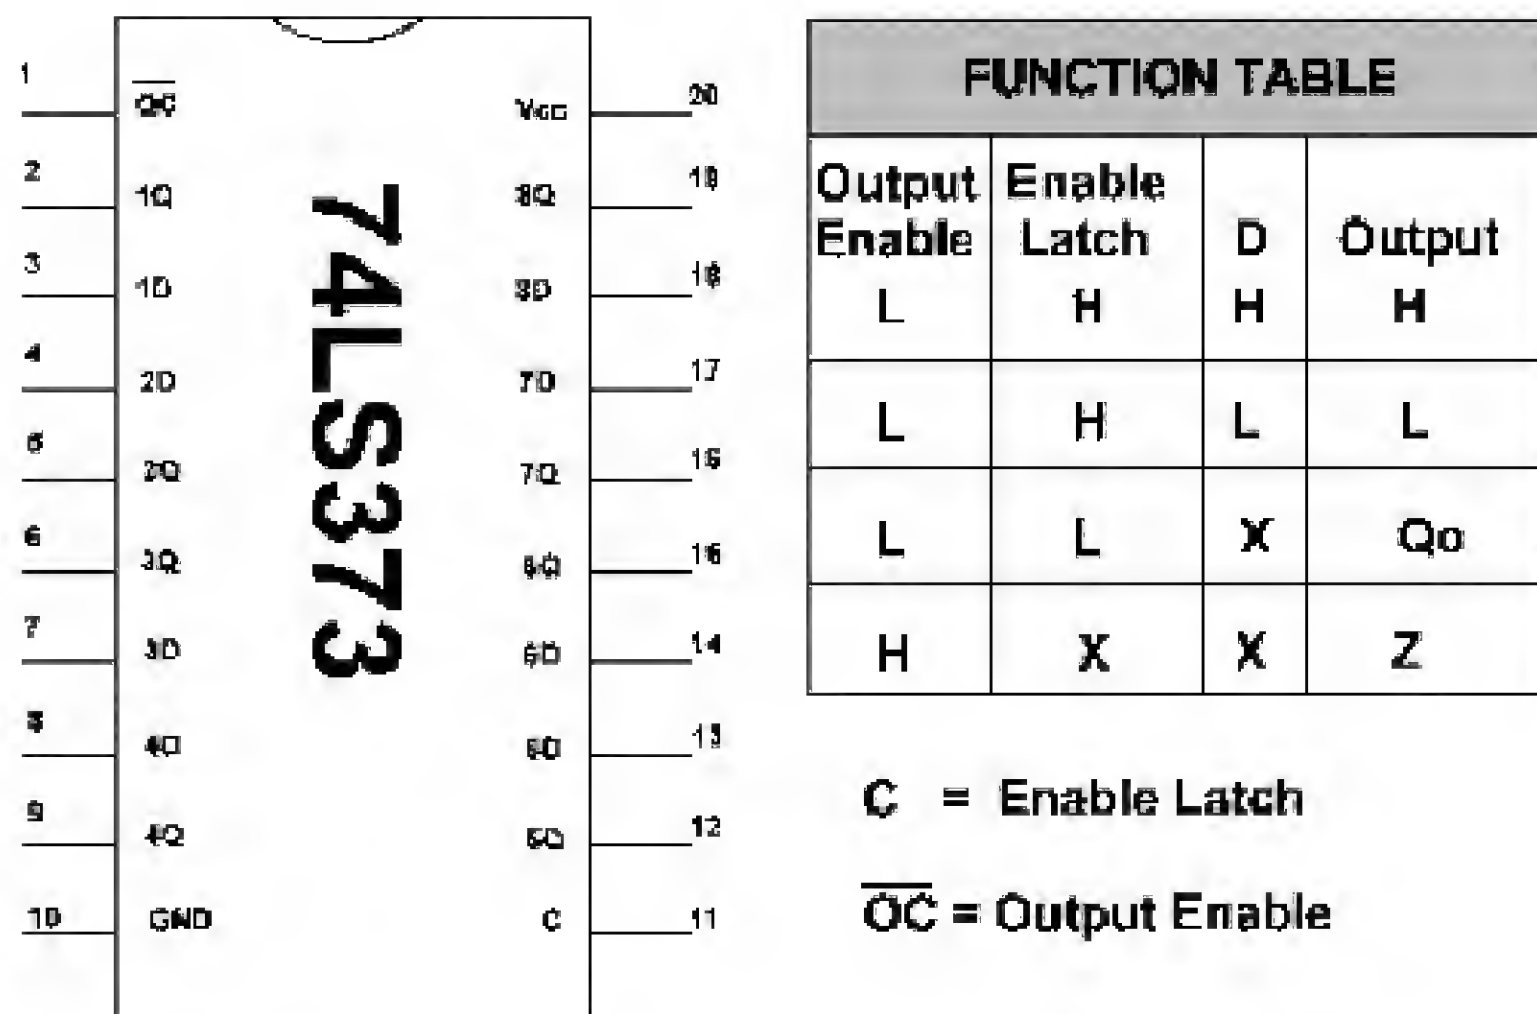 1 OC Vcc 20
2 1Q 8Q 19
3 1D 8D 18
4 2D 7D 17
5 2Q 7Q 16
6 3Q 6Q 15
7 3D 6D 14
8 4D 5D 13
9 4Q 5Q 12
10 GND C 11
74LS373
FUNCTION TABLE
Output Enable Enable Latch D Output
L H H H
L H L L
L L X Qo
H X X Z
C = Enable Latch
OC = Output Enable